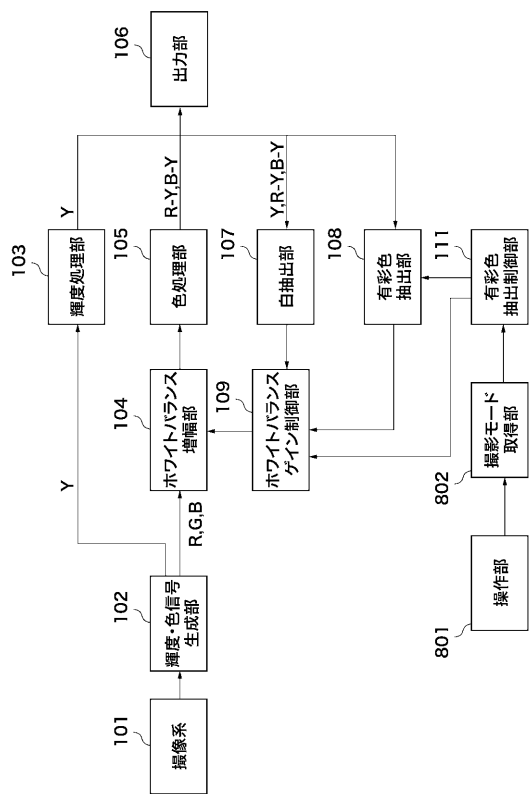 101
撮像系
102
輝度・色信号
生成部
Y
R,G,B
103
輝度処理部
Y
104
ホワイトバランス
増幅部
105
色処理部
R-Y,B-Y
106
出力部
107
白抽出部
Y,R-Y,B-Y
109
ホワイトバランス
ゲイン制御部
108
有彩色
抽出部
801
操作部
802
撮影モード
取得部
111
有彩色
抽出制御部